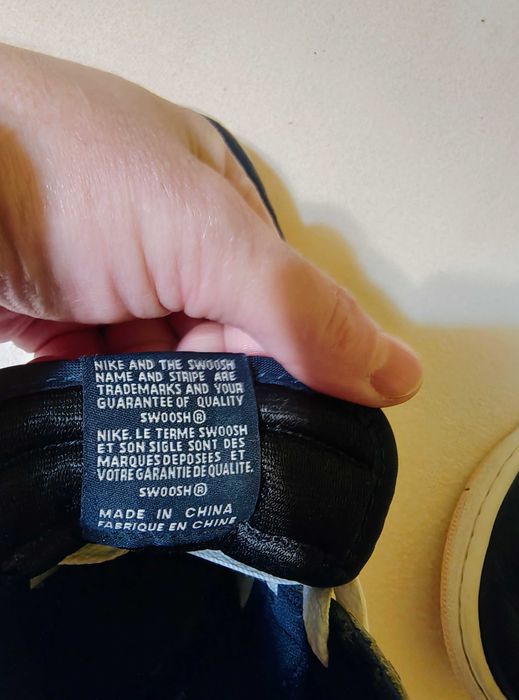 NIKE AND THE SWOOSH
NAME AND STRIPE ARE
TRADEMARKS AND YOUR
GUARANTEE OF QUALITY
SWOOSH®
NIKE. LE TERME SWOOSH
ET SON SIGLE SONT DES
MARQUES DEPOSEES ET
VOTRE GARANTIE DE QUALITE.
SWOOSH®
MADE IN CHINA
FABRIQUE EN CHINE